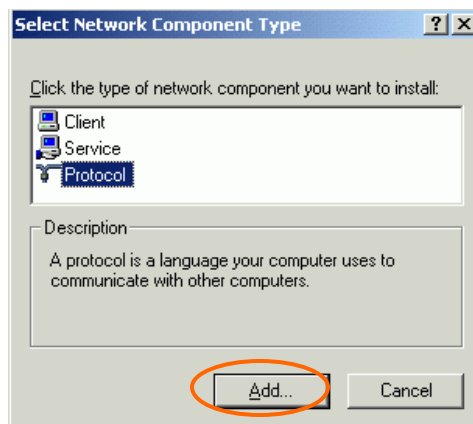 Select Network Component Type
Click the type of network component you want to install:
Client
Service
Protocol
Description
A protocol is a language your computer uses to
communicate with other computers.
Add...
Cancel